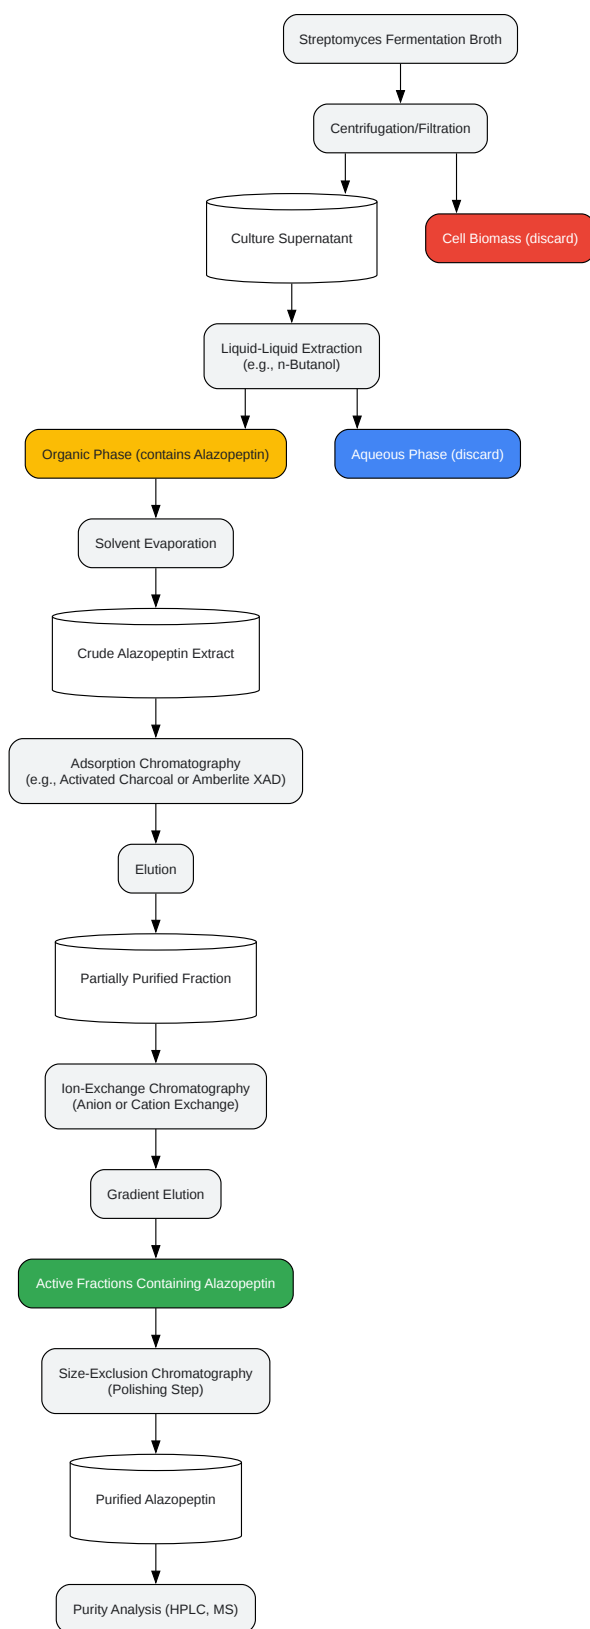 Streptomyces Fermentation Broth
Centrifugation/Filtration
Culture Supernatant
Cell Biomass (discard)
Liquid-Liquid Extraction
(e.g., n-Butanol)
Organic Phase (contains Alazopeptin)
Aqueous Phase (discard)
Solvent Evaporation
Crude Alazopeptin Extract
Adsorption Chromatography
(e.g., Activated Charcoal or Amberlite XAD)
Elution
Partially Purified Fraction
Ion-Exchange Chromatography
(Anion or Cation Exchange)
Gradient Elution
Active Fractions Containing Alazopeptin
Size-Exclusion Chromatography
(Polishing Step)
Purified Alazopeptin
Purity Analysis (HPLC, MS)